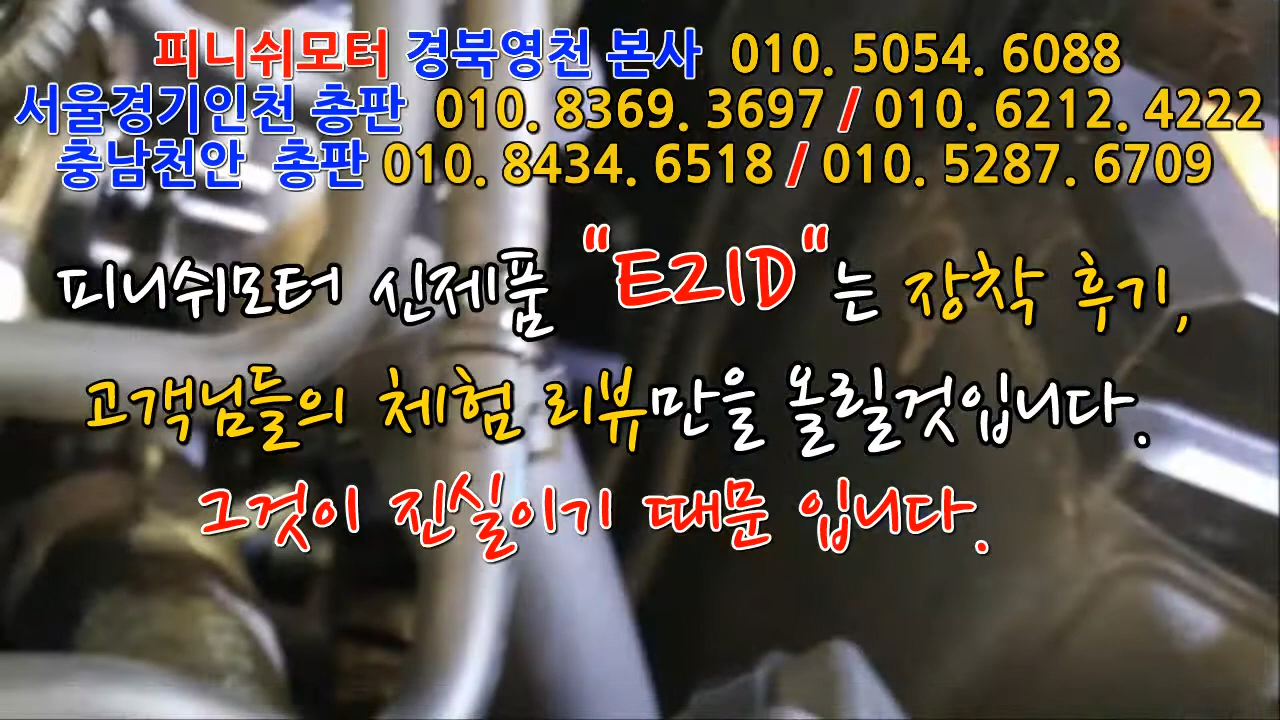 피니쉬모터 경북영천 본사 010. 5054. 6088
서울경기인천 총판 010. 8369. 3697 / 010. 6212. 4222
충남천안 총판 010. 8434. 6518 / 010. 5287. 6709
피니쉬모터 신제품 "E21D"는 장착 후기,
고객님들의 체험 리뷰만을 올릴것입니다.
그것이 진실이기 때문 입니다.